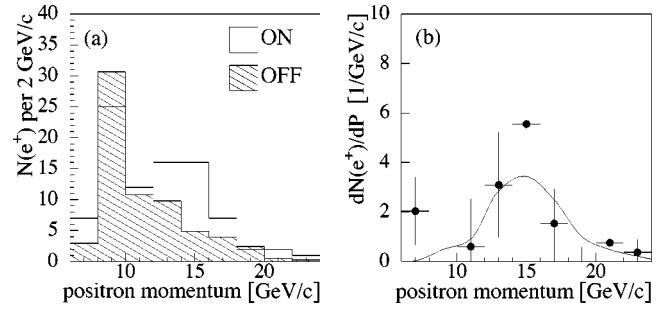 (a)
ON
OFF
N(e⁺) per 2 GeV/c
40
35
30
25
20
15
10
5
0
10 15 20
positron momentum [GeV/c]
(b)
dN(e⁺)/dP [1/GeV/c]
10
8
6
4
2
0
10 15 20
positron momentum [GeV/c]